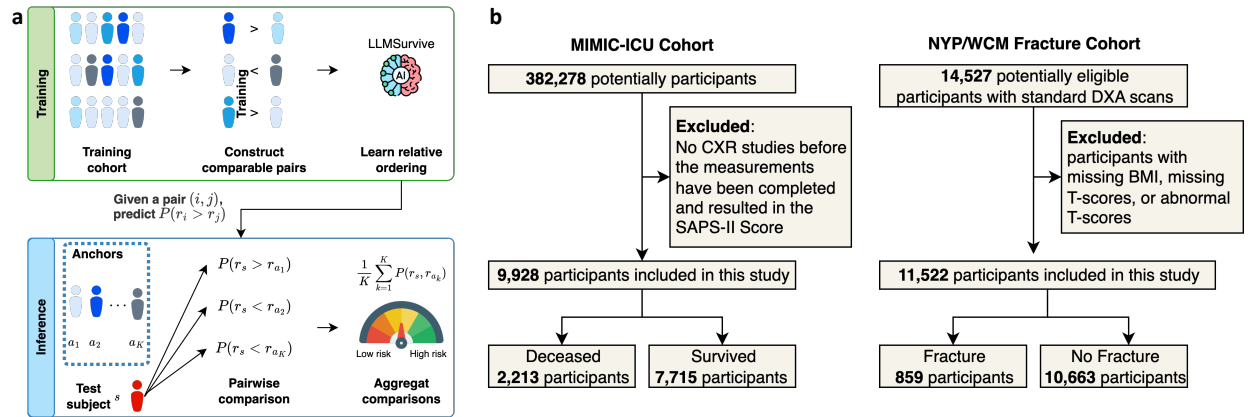 a
Training
Training
>
<
>
LLMSurvive
AI
Training
cohort
Construct
comparable pairs
Learn relative
ordering
Given a pair (i, j),
predict P(r_i > r_j)
Inference
Anchors
···
a_1 a_2 a_K
Test
subject s
P(r_s > r_{a_1})
P(r_s < r_{a_2})
P(r_s < r_{a_K})
Pairwise
comparison
\frac{1}{K} \sum_{k=1}^{K} P(r_s, r_{a_k})
Low risk High risk
Aggregat
comparisons
b
MIMIC-ICU Cohort
382,278 potentially participants
Excluded:
No CXR studies before
the measurements
have been completed
and resulted in the
SAPS-II Score
9,928 participants included in this study
Deceased
2,213 participants
Survived
7,715 participants
NYP/WCM Fracture Cohort
14,527 potentially eligible
participants with standard DXA scans
Excluded:
participants with
missing BMI, missing
T-scores, or abnormal
T-scores
11,522 participants included in this study
Fracture
859 participants
No Fracture
10,663 participants